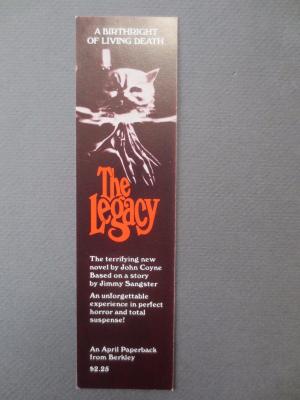 A BIRTHRIGHT
OF LIVING DEATH
The
Legacy
The terrifying new
novel by John Coyne
Based on a story
by Jimmy Sangster
An unforgettable
experience in perfect
horror and total
suspense!
An April Paperback
from Berkley
$2.25